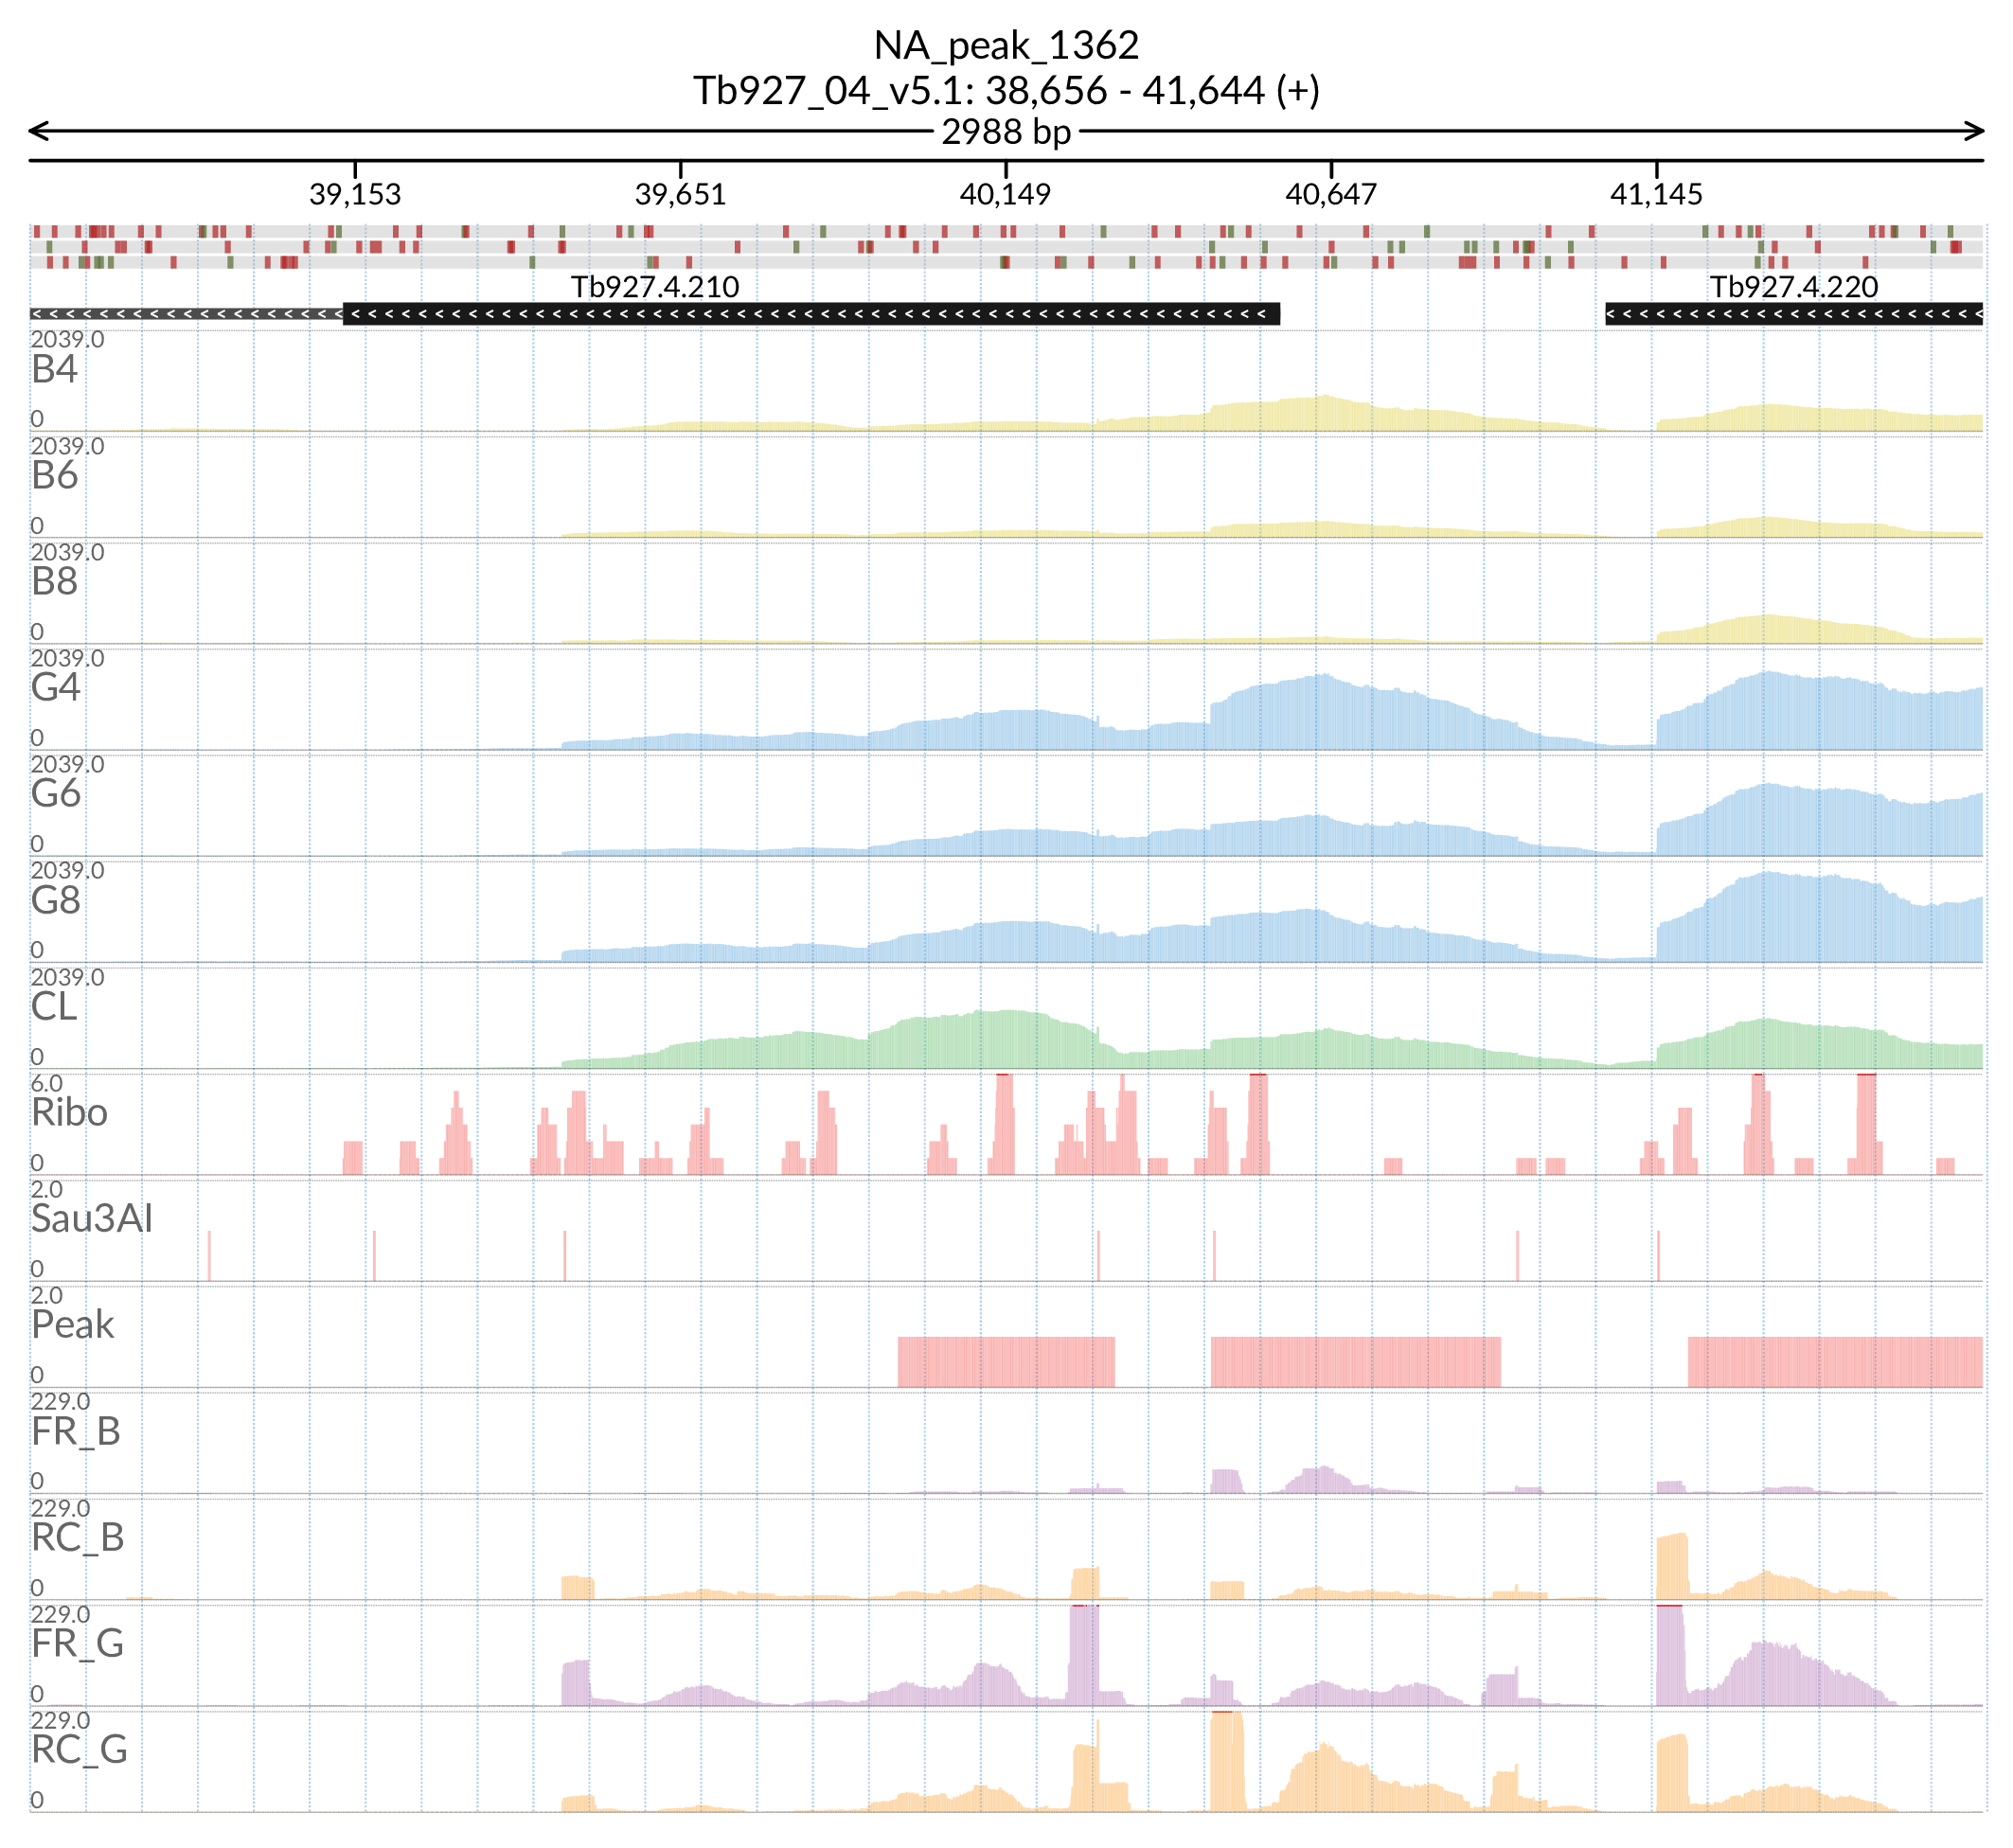 NA_peak_1362
Tb927_04_v5.1: 38,656 - 41,644 (+)
2988 bp
39,153 39,651 40,149 40,647 41,145
Tb927.4.210 Tb927.4.220
2039.0
B4
0
2039.0
B6
0
2039.0
B8
0
2039.0
G4
0
2039.0
G6
0
2039.0
G8
0
2039.0
CL
0
6.0
Ribo
0
2.0
Sau3AI
0
2.0
Peak
0
229.0
FR_B
0
229.0
RC_B
0
229.0
FR_G
0
229.0
RC_G
0